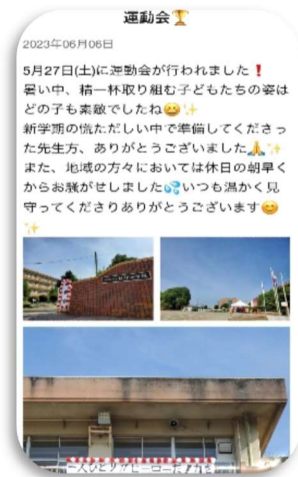 運動会🏆
2023年06月06日
5月27日(土)に運動会が行われました❗
暑い中、精一杯取り組む子どもたちの姿は
どの子も素敵でしたね😊✨
新学期の慌ただしい中で準備してくださっ
た先生方、ありがとうございました🙏✨
また、地域の方々においては休日の朝早く
からお騒がせしました💦いつも温かく見
守ってくださりありがとうございます😊
✨
一人ひとりがヒーローだ